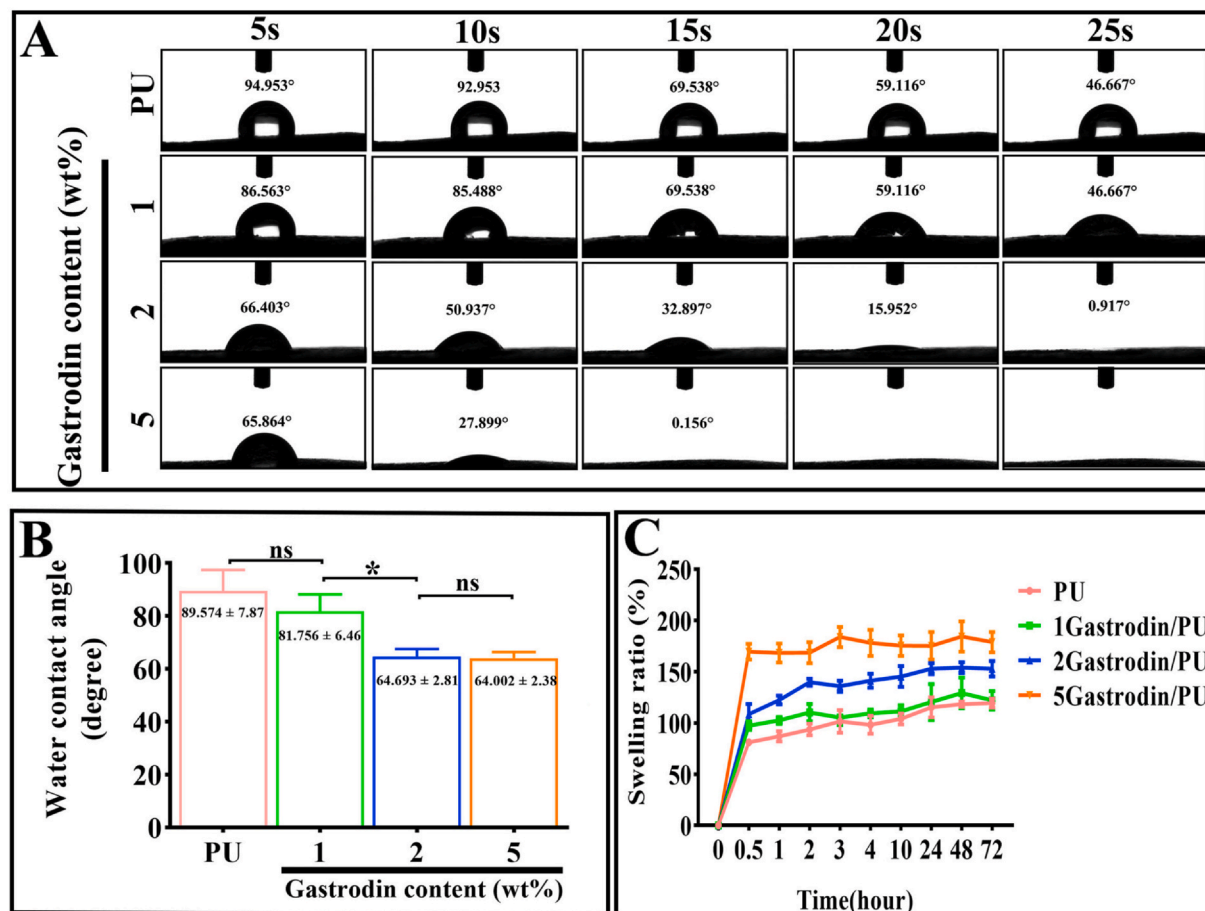 A
5s 10s 15s 20s 25s
PU
94.953° 92.953 69.538° 59.116° 46.667°
Gastrodin content (wt%)
1
86.563° 85.488° 69.538° 59.116° 46.667°
2
66.403° 50.937° 32.897° 15.952° 0.917°
5
65.864° 27.899° 0.156°
B
Water contact angle
(degree)
100
80
60
40
20
0
ns
*
ns
89.574 ± 7.87
81.756 ± 6.46
64.693 ± 2.81
64.002 ± 2.38
PU 1 2 5
Gastrodin content (wt%)
C
Swelling ratio (%)
250
200
150
100
50
0
PU
1Gastrodin/PU
2Gastrodin/PU
5Gastrodin/PU
0 0.5 1 2 3 4 10 24 48 72
Time(hour)